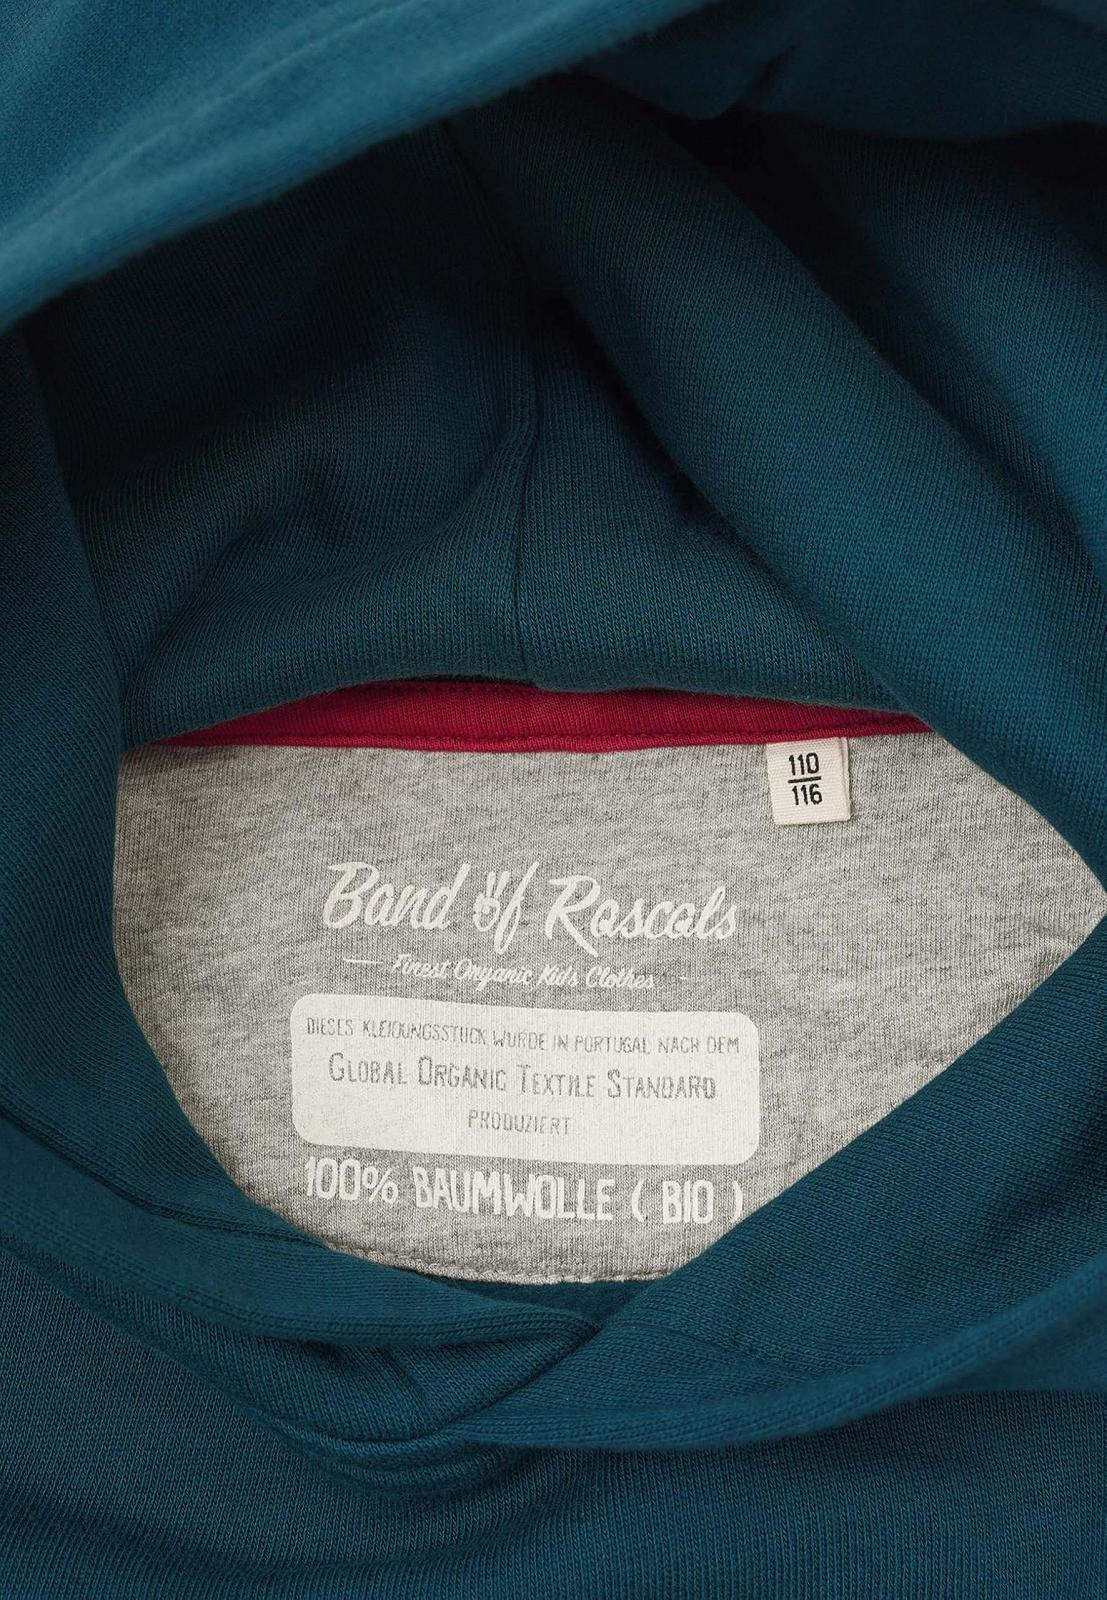 110
116
Band of Rascals
Finest Organic Kids Clothes
DIESES KLEIDUNGSSTÜCK WURDE IN PORTUGAL NACH DEM
GLOBAL ORGANIC TEXTILE STANDARD
PRODUZIERT
100% BAUMWOLLE ( BIO )